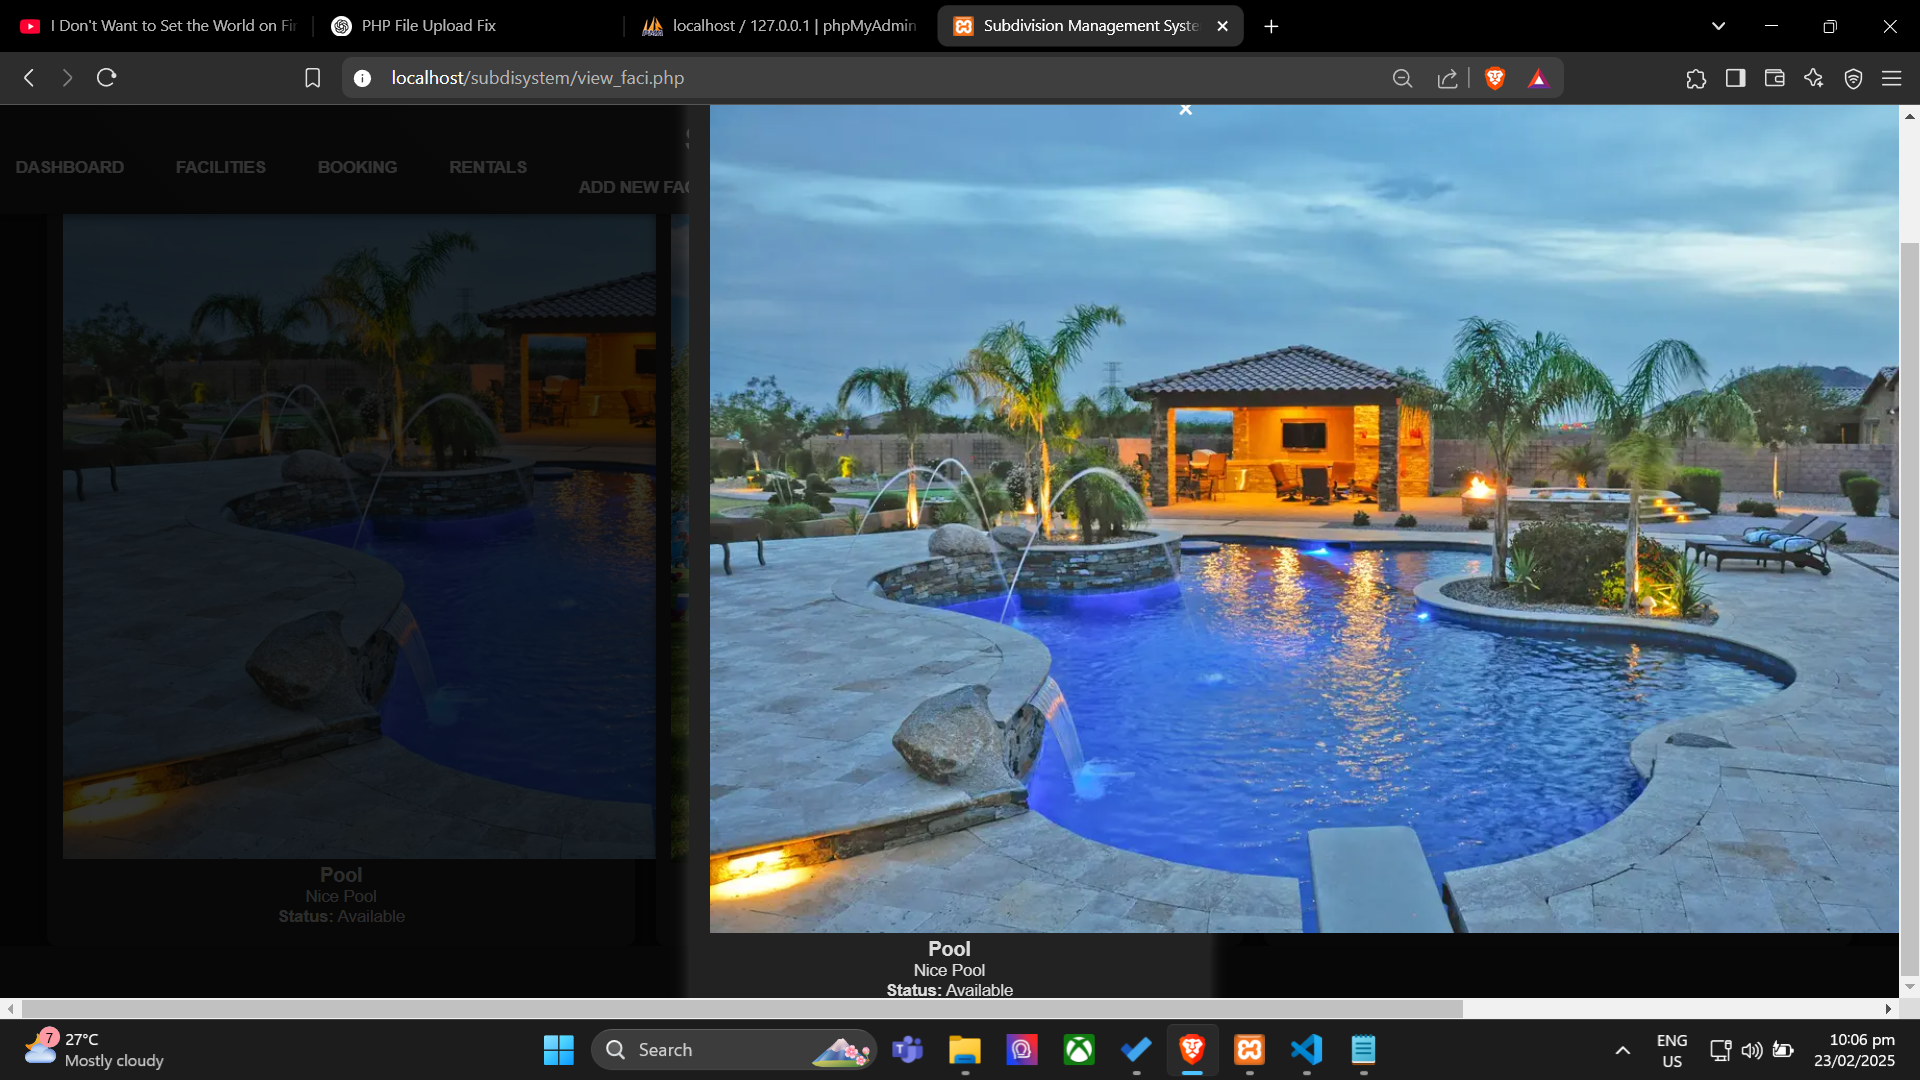 I Don't Want to Set the World on Fir
PHP File Upload Fix
localhost / 127.0.0.1 | phpMyAdmin
Subdivision Management Syste
localhost/subdisystem/view_faci.php
DASHBOARD
FACILITIES
BOOKING
RENTALS
ADD NEW FAC
Pool
Nice Pool
Status: Available
Pool
Nice Pool
Status: Available
7
27°C
Mostly cloudy
Search
ENG
US
10:06 pm
23/02/2025